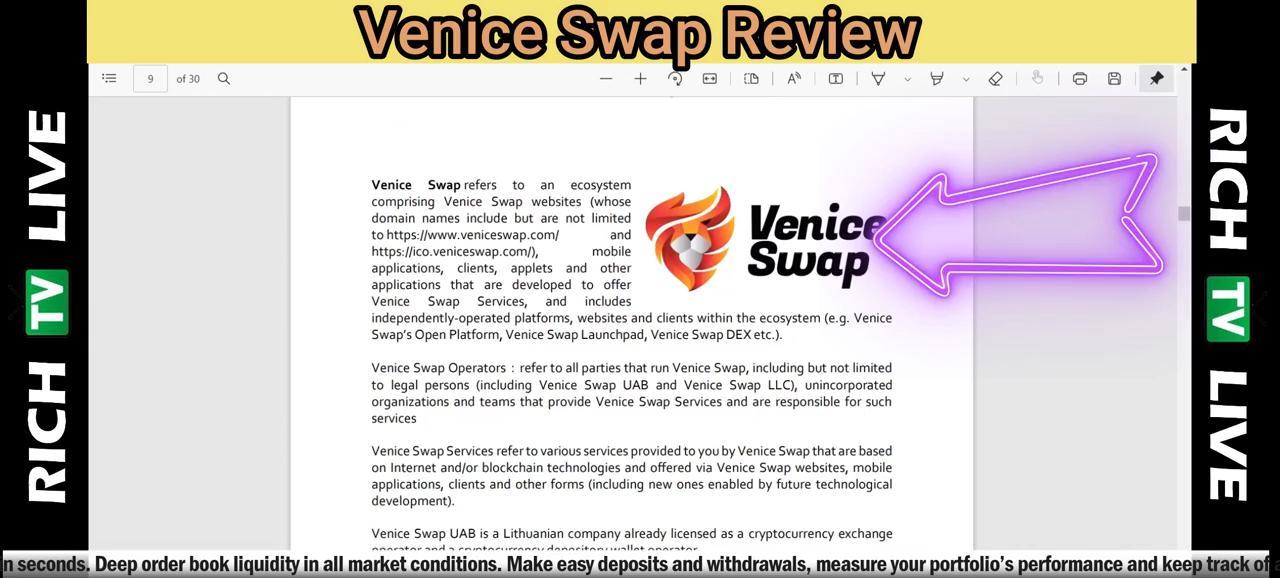 Venice Swap Review
9 of 30
RICH TV LIVE
RICH TV LIVE
Venice Swap refers to an ecosystem
comprising Venice Swap websites (whose
domain names include but are not limited
to https://www.veniceswap.com/ and
https://ico.veniceswap.com/), mobile
applications, clients, applets and other
applications that are developed to offer
Venice Swap Services, and includes
independently-operated platforms, websites and clients within the ecosystem (e.g. Venice
Swap’s Open Platform, Venice Swap Launchpad, Venice Swap DEX etc.).
Venice
Swap
Venice Swap Operators : refer to all parties that run Venice Swap, including but not limited
to legal persons (including Venice Swap UAB and Venice Swap LLC), unincorporated
organizations and teams that provide Venice Swap Services and are responsible for such
services
Venice Swap Services refer to various services provided to you by Venice Swap that are based
on Internet and/or blockchain technologies and offered via Venice Swap websites, mobile
applications, clients and other forms (including new ones enabled by future technological
development).
Venice Swap UAB is a Lithuanian company already licensed as a cryptocurrency exchange
operator and a cryptocurrency depository wallet operator
n seconds. Deep order book liquidity in all market conditions. Make easy deposits and withdrawals, measure your portfolio’s performance and keep track of